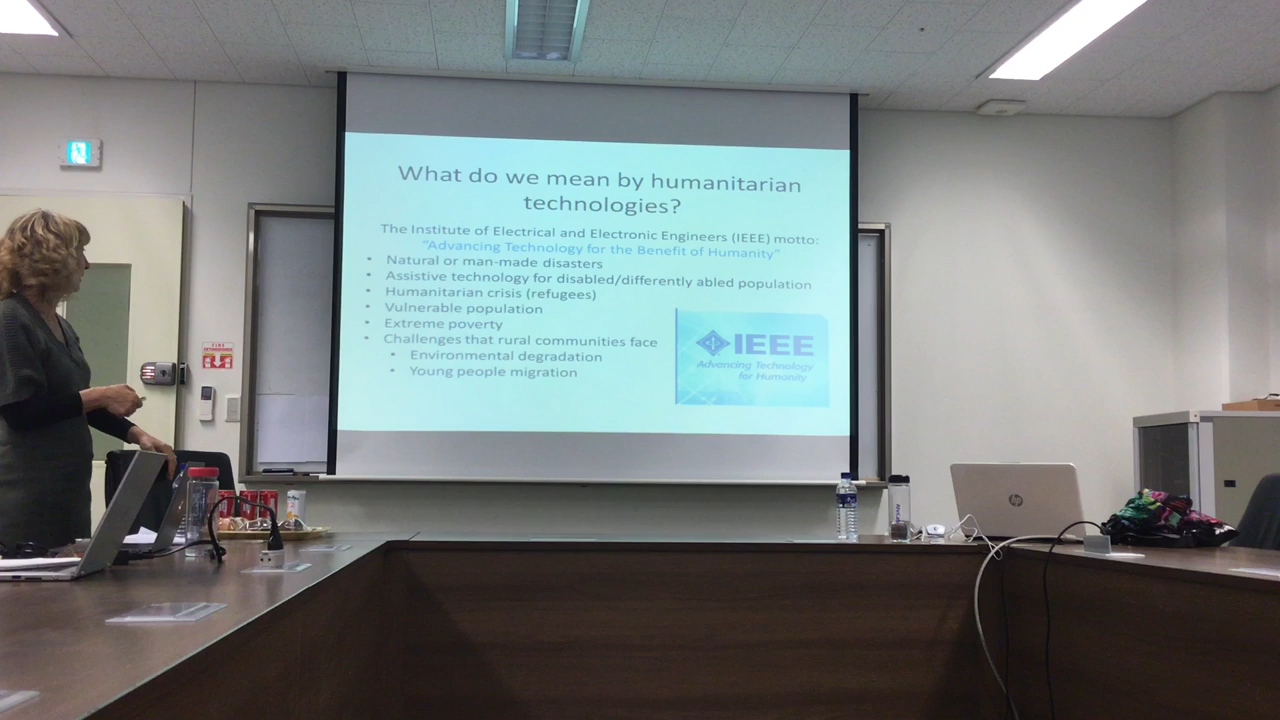 What do we mean by humanitarian
technologies?
The Institute of Electrical and Electronic Engineers (IEEE) motto:
“Advancing Technology for the Benefit of Humanity”
• Natural or man-made disasters
• Assistive technology for disabled/differently abled population
• Humanitarian crisis (refugees)
• Vulnerable population
• Extreme poverty
• Challenges that rural communities face
• Environmental degradation
• Young people migration
IEEE
Advancing Technology
for Humanity
FIRE
hp